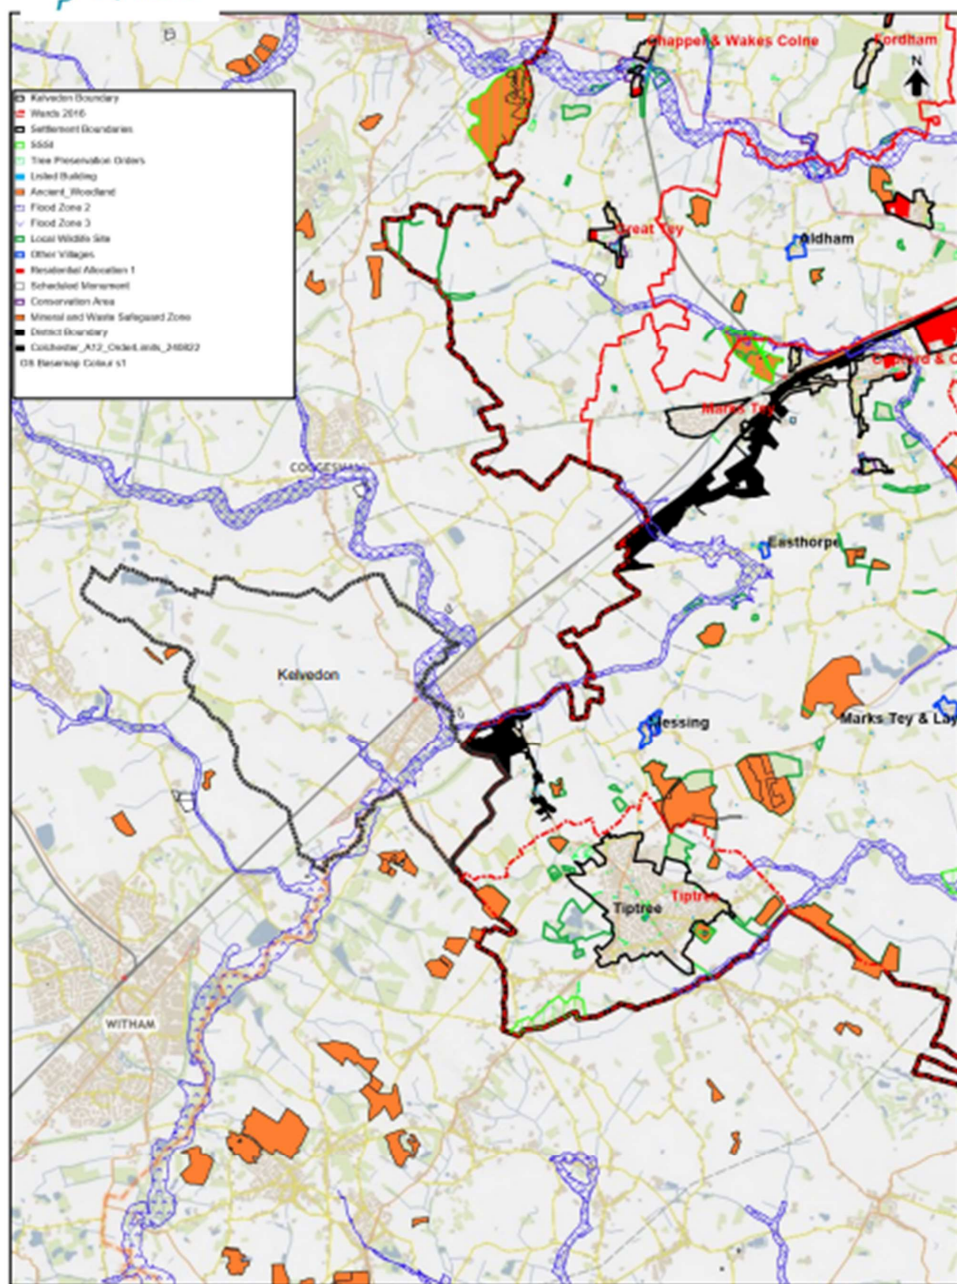 Chapper & Wakes Colne
Fordham
N
Kelvedon Boundary
Wards 2016
Settlement Boundaries
SSSI
Tree Preservation Orders
Listed Building
Ancient_Woodland
Flood Zone 2
Flood Zone 3
Local Wildlife Site
Other Villages
Residential Allocation 1
Scheduled Monument
Conservation Area
Mineral and Waste Safeguard Zone
District Boundary
Colchester_A12_OrderLimits_240822
OS Basemap Colour s1
Great Tey
Aldham
Marks Tey
Easthorpe
Kelvedon
Messing
Marks Tey & Lay
Tiptree
Tiptree
WITHAM